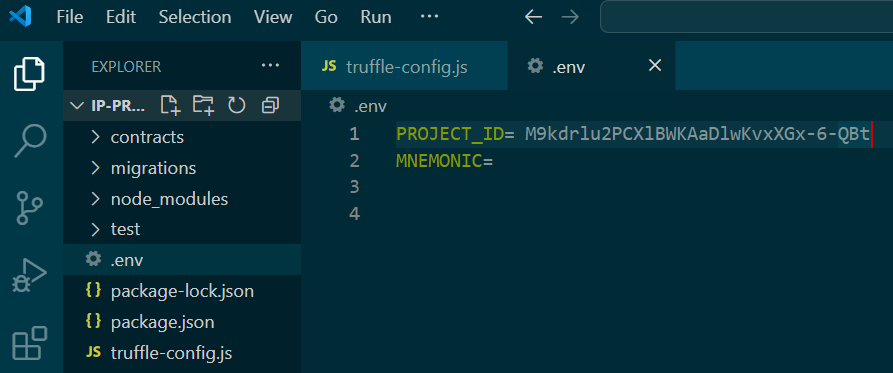 File Edit Selection View Go Run ···
EXPLORER ···
IP-PR...
contracts
migrations
node_modules
test
.env
{} package-lock.json
{} package.json
JS truffle-config.js
JS truffle-config.js
.env
.env
1 PROJECT_ID= M9kdrlu2PCXlBWKAaDlwKvxXGx-6-QBt
2 MNEMONIC=
3
4